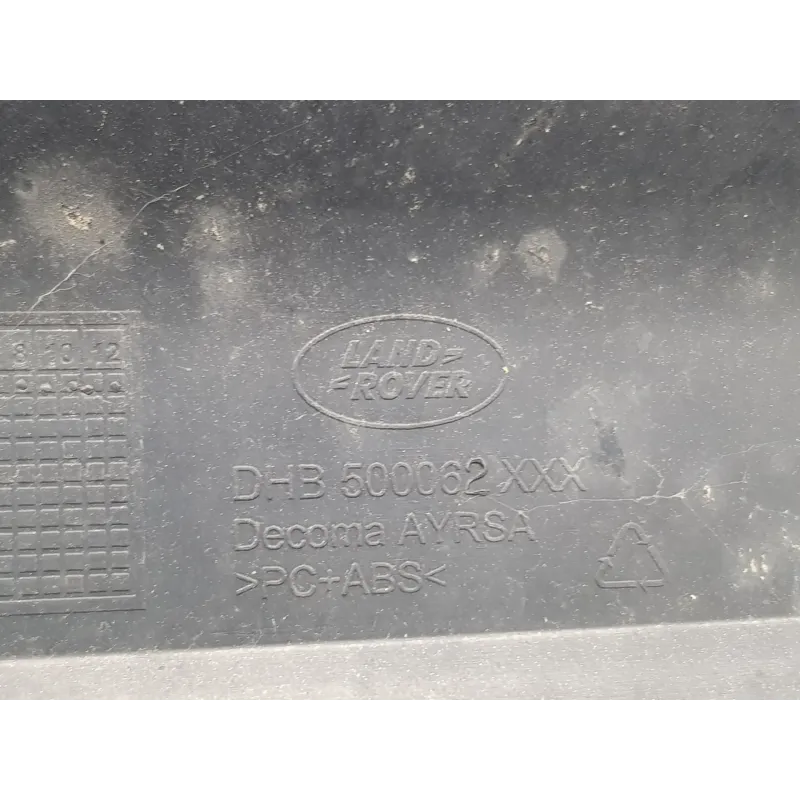 8 10 12
LAND
ROVER
DHB 500062 XXX
Decoma AYRSA
>PC+ABS<